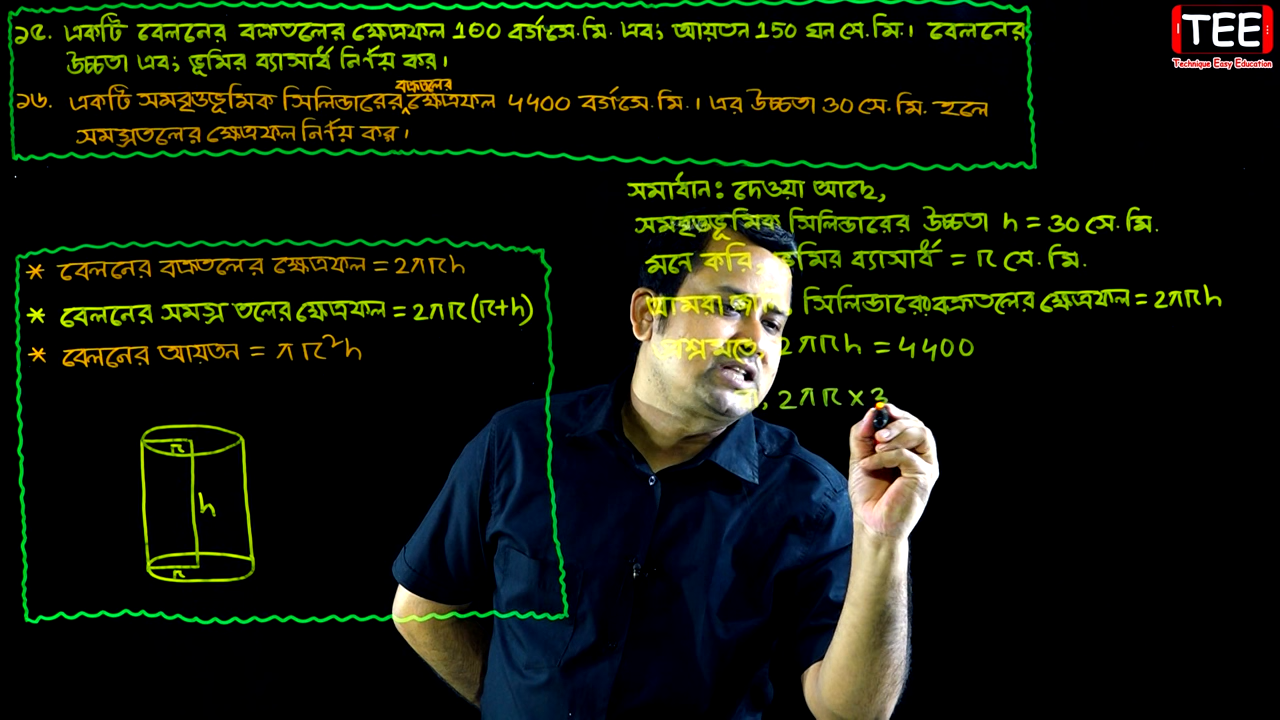 ১৫. একটি বেলনের বক্রতলের ক্ষেত্রফল 100 বর্গসে.মি. এবং আয়তন 150 ঘন সে.মি.। বেলনের
উচ্চতা এবং ভূমির ব্যাসার্ধ নির্ণয় কর।
১৬. একটি সমবৃত্তভূমিক সিলিন্ডারের বক্রতলের ক্ষেত্রফল 4400 বর্গসে.মি.। এর উচ্চতা 30 সে.মি. হলে
সমগ্রতলের ক্ষেত্রফল নির্ণয় কর।
TEE
Technique Easy Education
* বেলনের বক্রতলের ক্ষেত্রফল = 2πrh
* বেলনের সমগ্র তলের ক্ষেত্রফল = 2πr(r+h)
* বেলনের আয়তন = πr²h
r
h
r
সমাধান: দেওয়া আছে,
সমবৃত্তভূমিক সিলিন্ডারের উচ্চতা h = 30 সে.মি.
মনে করি, ভূমির ব্যাসার্ধ = r সে.মি.
আমরা সিলিন্ডারের বক্রতলের ক্ষেত্রফল = 2πrh
প্রশ্নমতে, 2πrh = 4400
2πr × 3